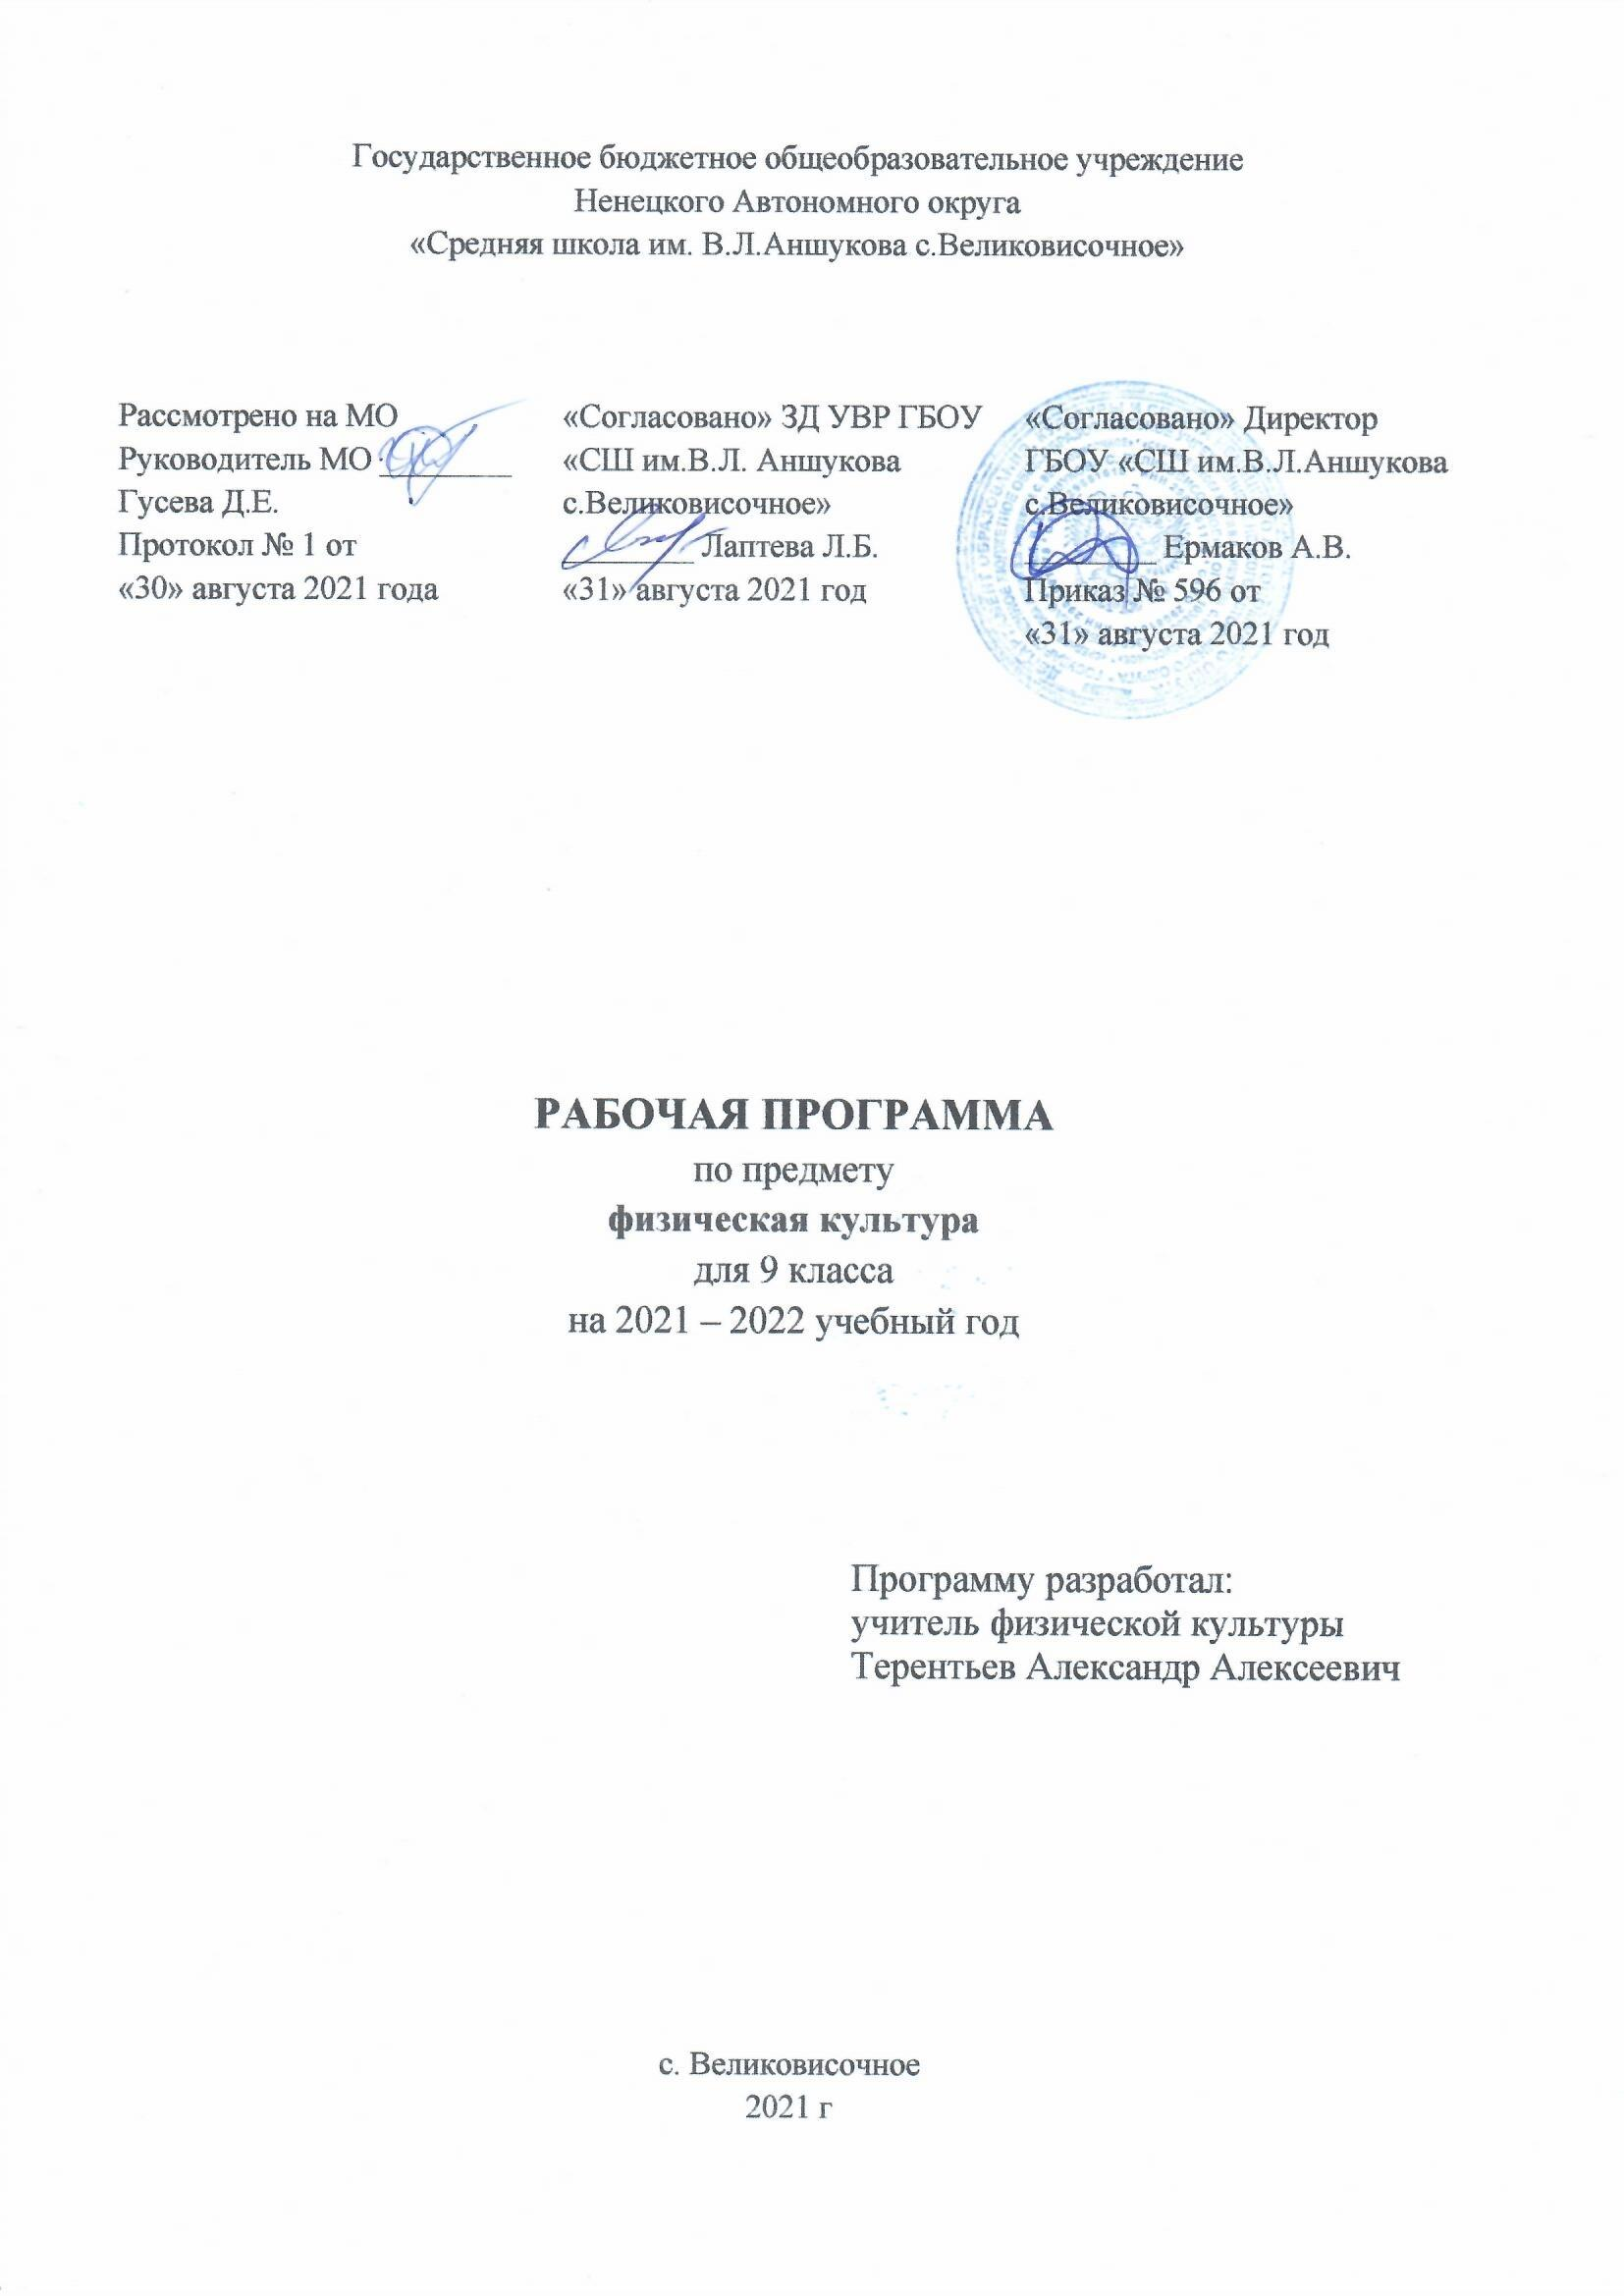 Государственное бюджетное общеобразовательное учреждение
Ненецкого Автономного округа
«Средняя школа им. В.Л.Аншукова с.Великовисочное»
Рассмотрено на МО
Руководитель МО ________
Гусева Д.Е.
Протокол № 1 от
«30» августа 2021 года
«Согласовано» ЗД УВР ГБОУ
«СШ им.В.Л. Аншукова
с.Великовисочное»
________ Лаптева Л.Б.
«31» августа 2021 год
«Согласовано» Директор
ГБОУ «СШ им.В.Л.Аншукова
с.Великовисочное»
________ Ермаков А.В.
Приказ № 596 от
«31» августа 2021 год
РАБОЧАЯ ПРОГРАММА
по предмету
физическая культура
для 9 класса
на 2021 – 2022 учебный год
Программу разработал:
учитель физической культуры
Терентьев Александр Алексеевич
с. Великовисочное
2021 г